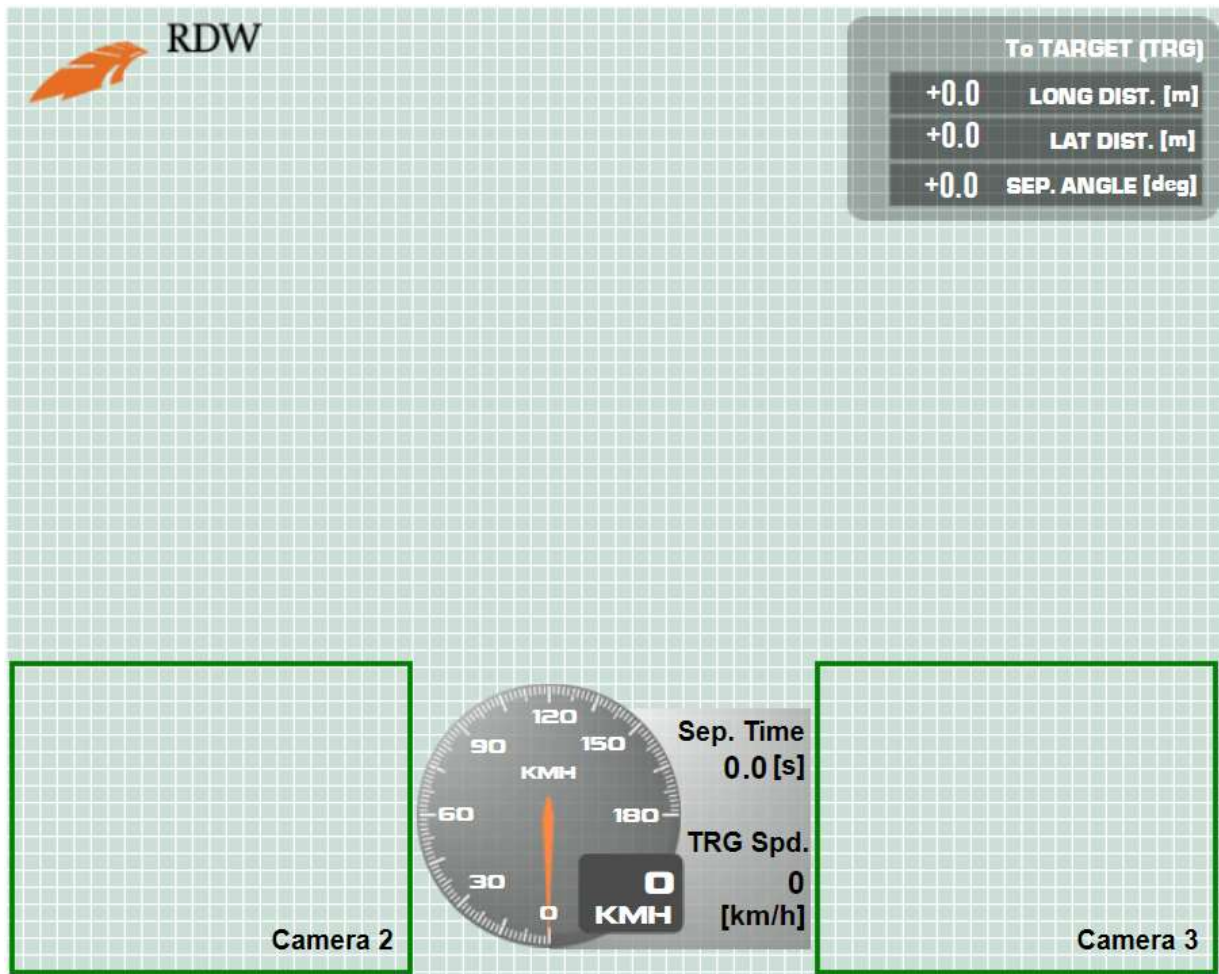 RDW
To TARGET (TRG)
+0.0 LONG DIST. [m]
+0.0 LAT DIST. [m]
+0.0 SEP. ANGLE [deg]
120
90
150
KMH
60
180
30
0
0
KMH
Sep. Time
0.0 [s]
TRG Spd.
0
[km/h]
Camera 2
Camera 3